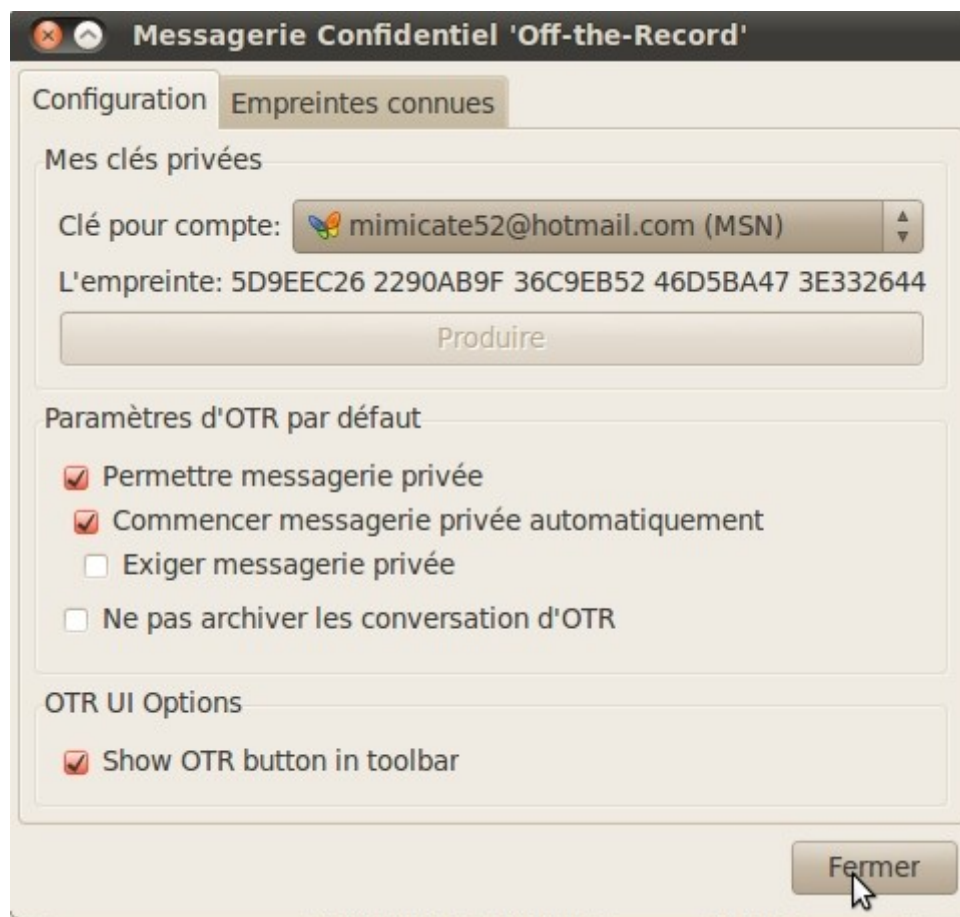 Messagerie Confidentiel 'Off-the-Record'
Configuration Empreintes connues
Mes clés privées
Clé pour compte: mimicate52@hotmail.com (MSN)
L'empreinte: 5D9EEC26 2290AB9F 36C9EB52 46D5BA47 3E332644
Produire
Paramètres d'OTR par défaut
Permettre messagerie privée
Commencer messagerie privée automatiquement
Exiger messagerie privée
Ne pas archiver les conversation d'OTR
OTR UI Options
Show OTR button in toolbar
Fermer